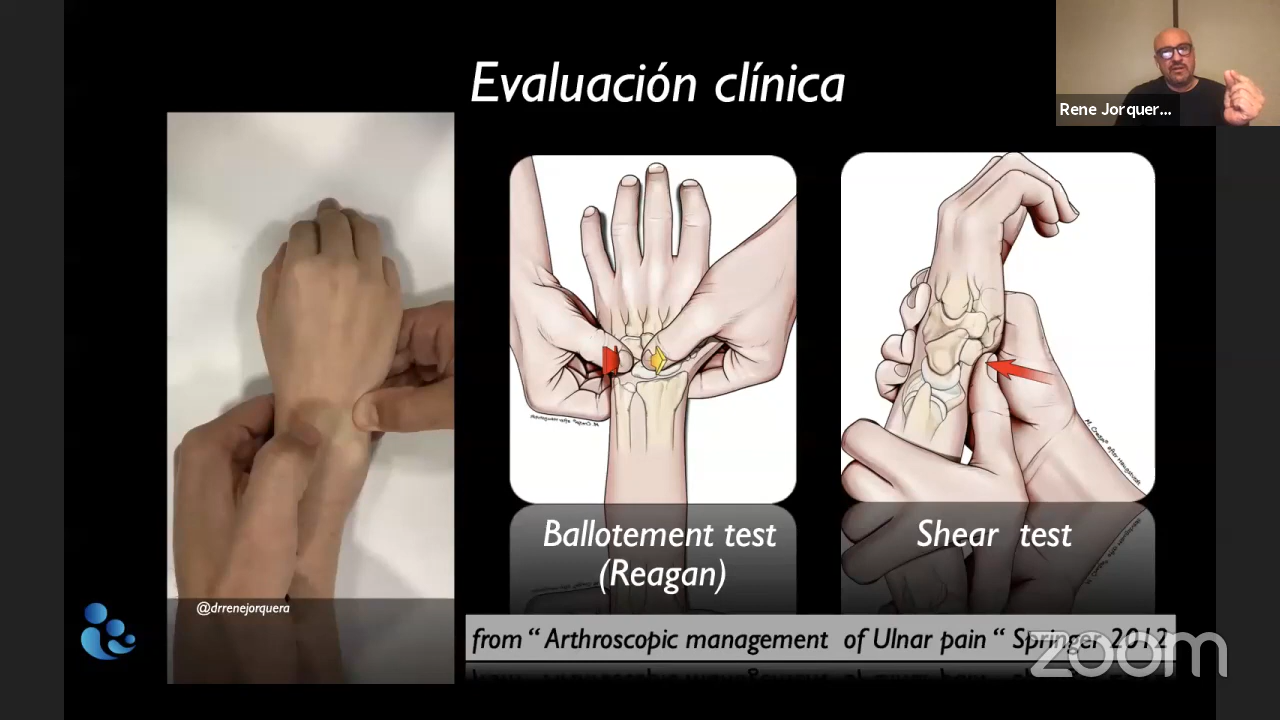 Evaluación clínica
Rene Jorquer...
Ballotement test
(Reagan)
Shear test
@drrenejorquera
from “ Arthroscopic management of Ulnar pain “ Springer 2012
zoom